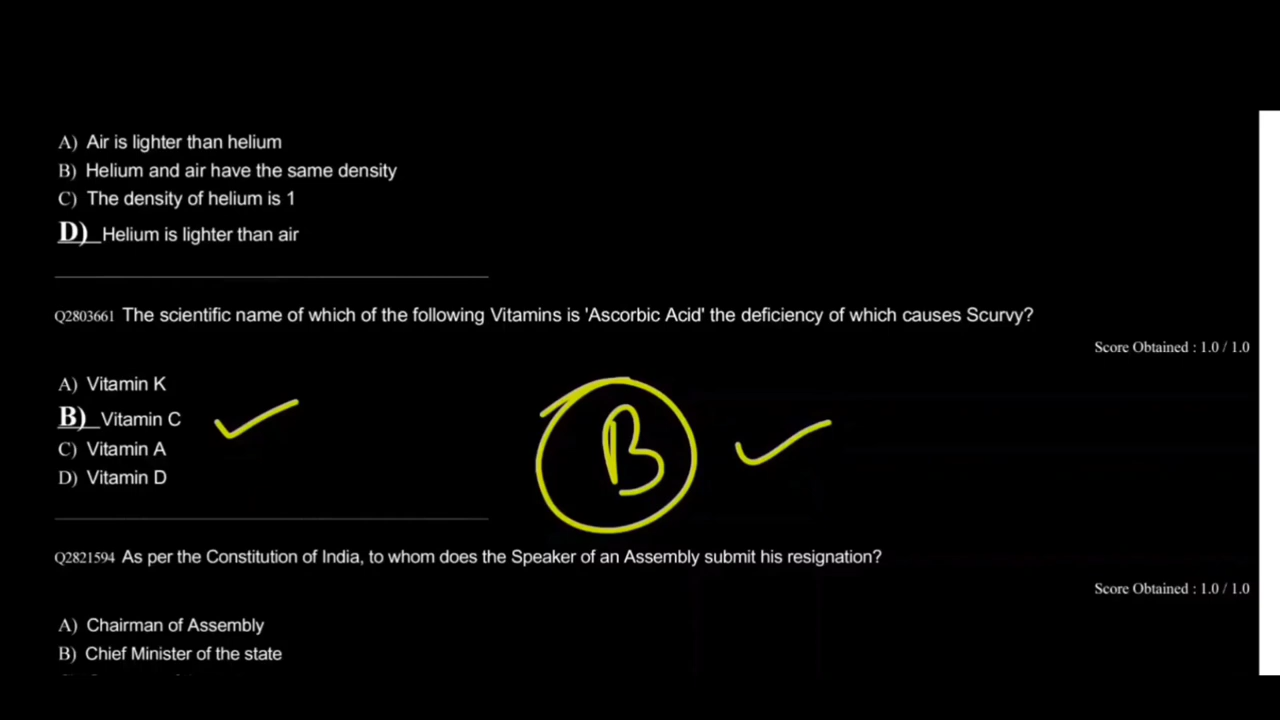 A) Air is lighter than helium
B) Helium and air have the same density
C) The density of helium is 1
D) Helium is lighter than air
Q2803661 The scientific name of which of the following Vitamins is 'Ascorbic Acid' the deficiency of which causes Scurvy?
Score Obtained : 1.0 / 1.0
A) Vitamin K
B) Vitamin C
C) Vitamin A
D) Vitamin D
B
Q2821594 As per the Constitution of India, to whom does the Speaker of an Assembly submit his resignation?
Score Obtained : 1.0 / 1.0
A) Chairman of Assembly
B) Chief Minister of the state